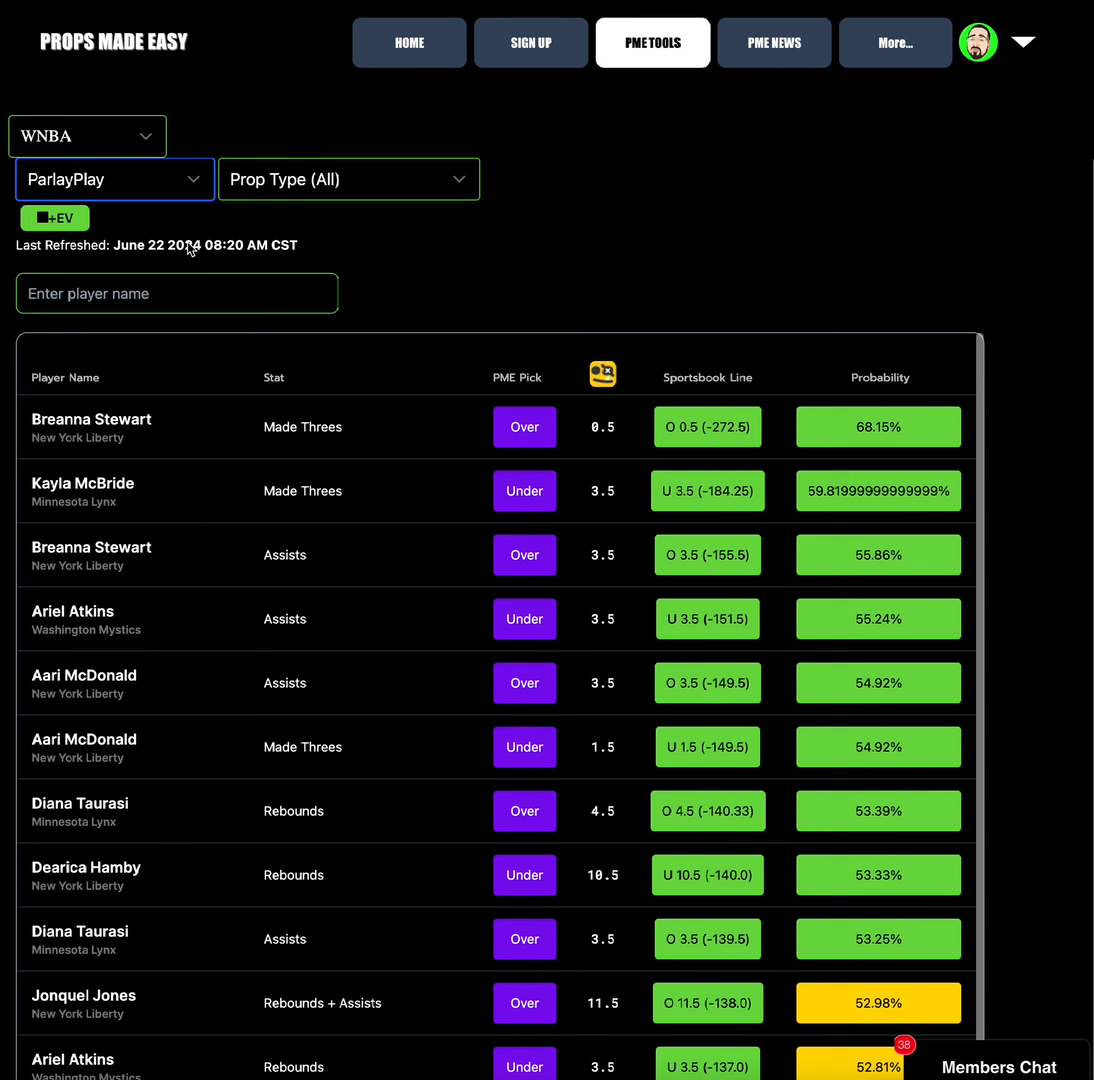 PROPS MADE EASY
HOME
SIGN UP
PME TOOLS
PME NEWS
More...
WNBA
ParlayPlay
Prop Type (All)
+EV
Last Refreshed: June 22 2024 08:20 AM CST
Enter player name
Player Name Stat PME Pick Sportsbook Line Probability
Breanna Stewart
New York Liberty
Made Threes Over 0.5 O 0.5 (-272.5) 68.15%
Kayla McBride
Minnesota Lynx
Made Threes Under 3.5 U 3.5 (-184.25) 59.81999999999999%
Breanna Stewart
New York Liberty
Assists Over 3.5 O 3.5 (-155.5) 55.86%
Ariel Atkins
Washington Mystics
Assists Under 3.5 U 3.5 (-151.5) 55.24%
Aari McDonald
New York Liberty
Assists Over 3.5 O 3.5 (-149.5) 54.92%
Aari McDonald
New York Liberty
Made Threes Under 1.5 U 1.5 (-149.5) 54.92%
Diana Taurasi
Minnesota Lynx
Rebounds Over 4.5 O 4.5 (-140.33) 53.39%
Dearica Hamby
New York Liberty
Rebounds Under 10.5 U 10.5 (-140.0) 53.33%
Diana Taurasi
Minnesota Lynx
Assists Over 3.5 O 3.5 (-139.5) 53.25%
Jonquel Jones
New York Liberty
Rebounds + Assists Over 11.5 O 11.5 (-138.0) 52.98%
Ariel Atkins
Washington Mystics
Rebounds Under 3.5 U 3.5 (-137.0) 52.81%
38
Members Chat